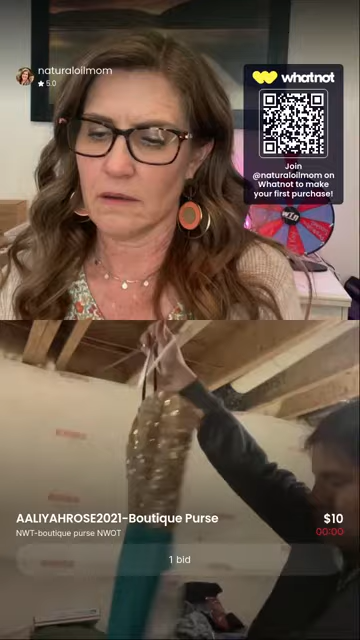 naturaloilmom
5.0
whatnot
Join
@naturaloilmom on
Whatnot to make
your first purchase!
WIN
AALIYAHROSE2021-Boutique Purse
$10
NWT-boutique purse NWOT
00:00
1 bid